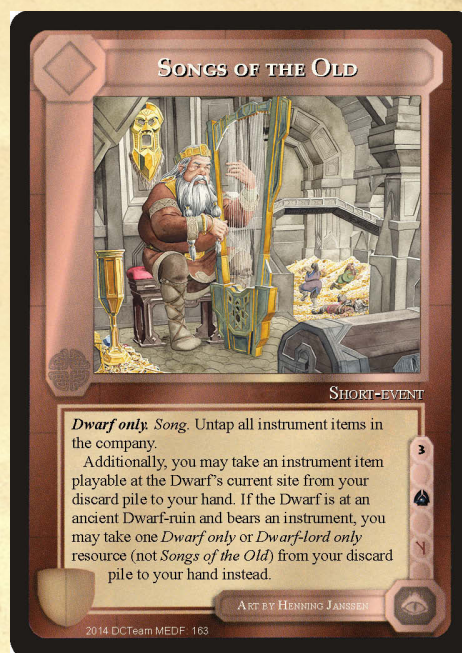 Songs of the Old
Short-event
Dwarf only. Song. Untap all instrument items in
the company.
Additionally, you may take an instrument item
playable at the Dwarf's current site from your
discard pile to your hand. If the Dwarf is at an
ancient Dwarf-ruin and bears an instrument, you
may take one Dwarf only or Dwarf-lord only
resource (not Songs of the Old) from your discard
pile to your hand instead.
3
Art by Henning Janssen
2014 DCTeam MEDF: 163